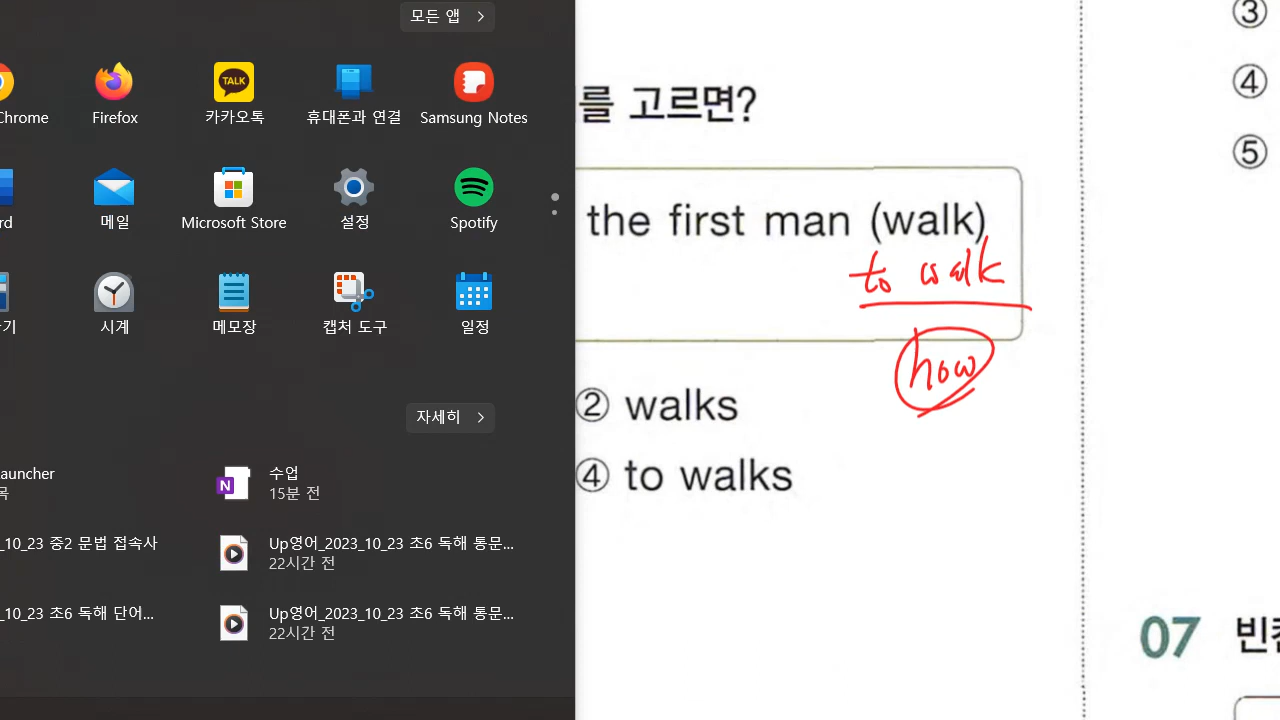 모든 앱
Chrome
Firefox
카카오톡
휴대폰과 연결
Samsung Notes
메일
Microsoft Store
설정
Spotify
시계
메모장
캡처 도구
일정
자세히
수업
15분 전
_10_23 중2 문법 접속사
Up영어_2023_10_23 초6 독해 통문...
22시간 전
_10_23 초6 독해 단어...
Up영어_2023_10_23 초6 독해 통문...
22시간 전
를 고르면?
the first man (walk)
to walk
how
② walks
④ to walks
③
④
⑤
07